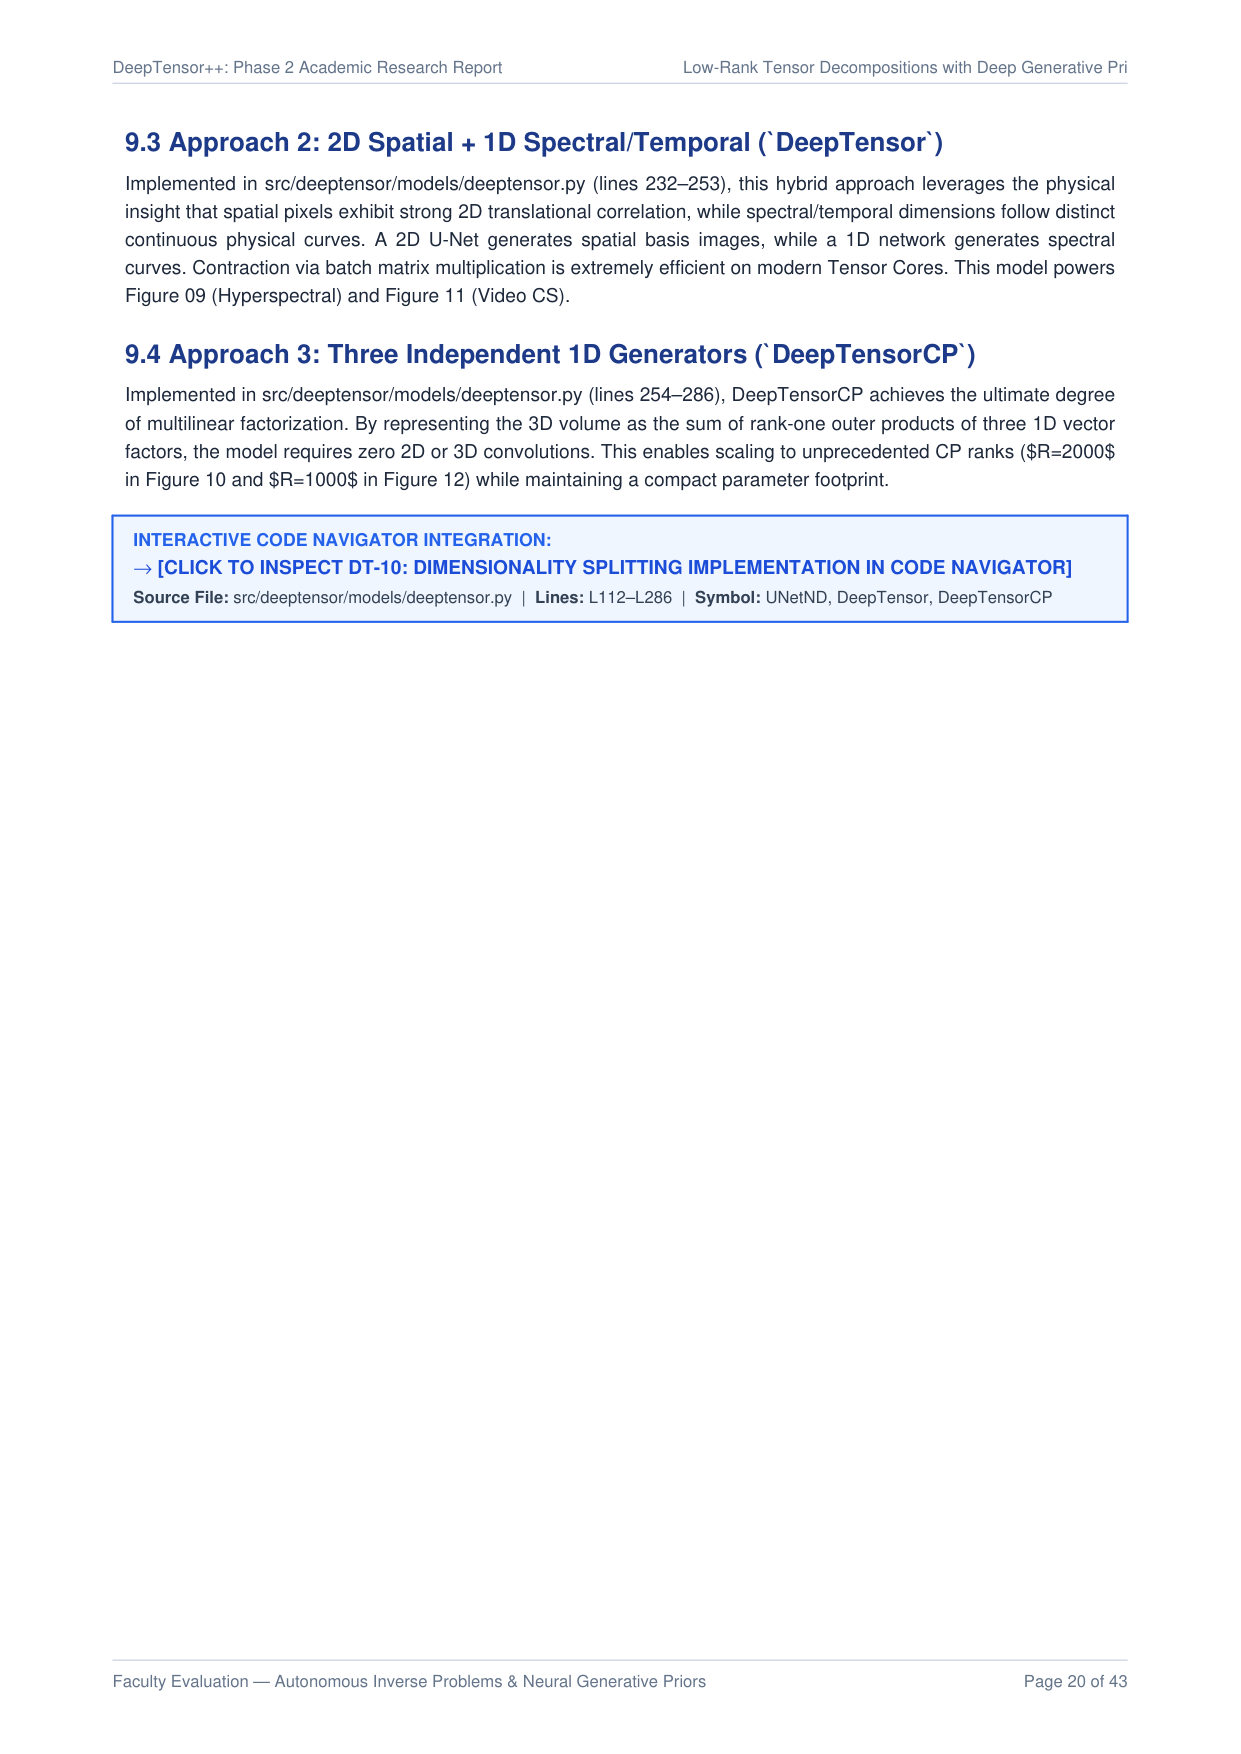 DeepTensor++: Phase 2 Academic Research Report
Low-Rank Tensor Decompositions with Deep Generative Pri
9.3 Approach 2: 2D Spatial + 1D Spectral/Temporal (`DeepTensor`)
Implemented in src/deeptensor/models/deeptensor.py (lines 232–253), this hybrid approach leverages the physical
insight that spatial pixels exhibit strong 2D translational correlation, while spectral/temporal dimensions follow distinct
continuous physical curves. A 2D U-Net generates spatial basis images, while a 1D network generates spectral
curves. Contraction via batch matrix multiplication is extremely efficient on modern Tensor Cores. This model powers
Figure 09 (Hyperspectral) and Figure 11 (Video CS).
9.4 Approach 3: Three Independent 1D Generators (`DeepTensorCP`)
Implemented in src/deeptensor/models/deeptensor.py (lines 254–286), DeepTensorCP achieves the ultimate degree
of multilinear factorization. By representing the 3D volume as the sum of rank-one outer products of three 1D vector
factors, the model requires zero 2D or 3D convolutions. This enables scaling to unprecedented CP ranks ($R=2000$
in Figure 10 and $R=1000$ in Figure 12) while maintaining a compact parameter footprint.
INTERACTIVE CODE NAVIGATOR INTEGRATION:
→ [CLICK TO INSPECT DT-10: DIMENSIONALITY SPLITTING IMPLEMENTATION IN CODE NAVIGATOR]
Source File: src/deeptensor/models/deeptensor.py | Lines: L112–L286 | Symbol: UNetND, DeepTensor, DeepTensorCP
Faculty Evaluation — Autonomous Inverse Problems & Neural Generative Priors
Page 20 of 43